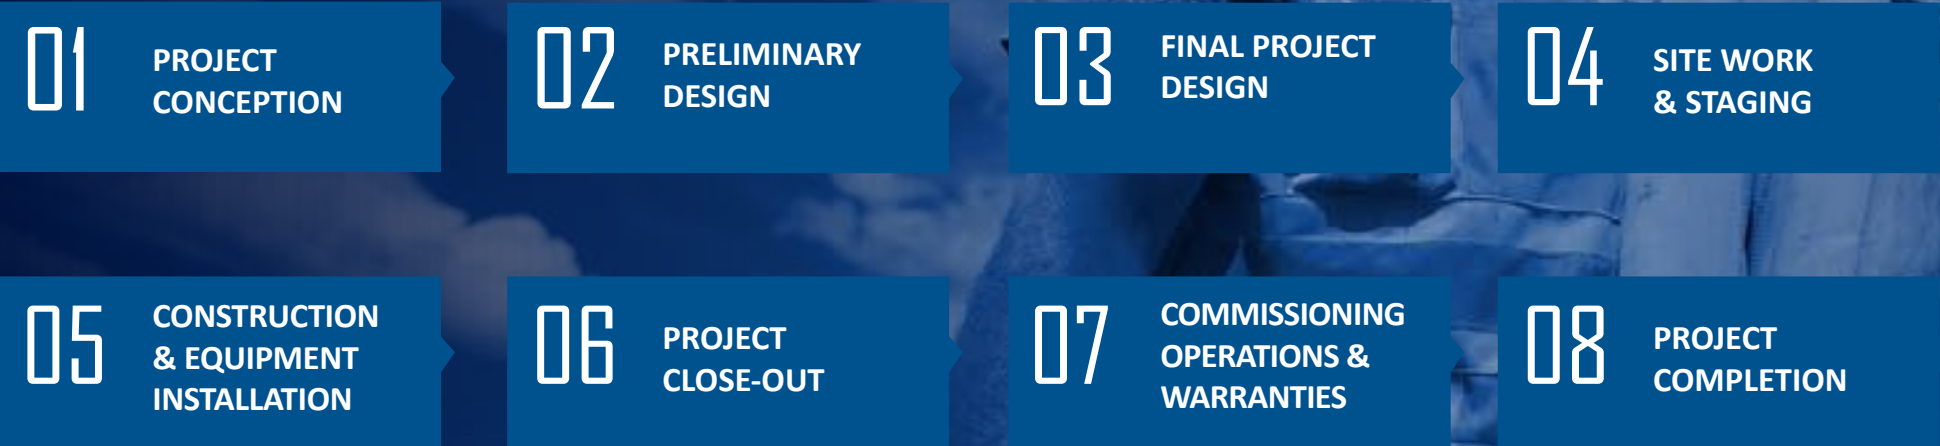 01
PROJECT
CONCEPTION
02
PRELIMINARY
DESIGN
03
FINAL PROJECT
DESIGN
04
SITE WORK
& STAGING
05
CONSTRUCTION
& EQUIPMENT
INSTALLATION
06
PROJECT
CLOSE-OUT
07
COMMISSIONING
OPERATIONS &
WARRANTIES
08
PROJECT
COMPLETION